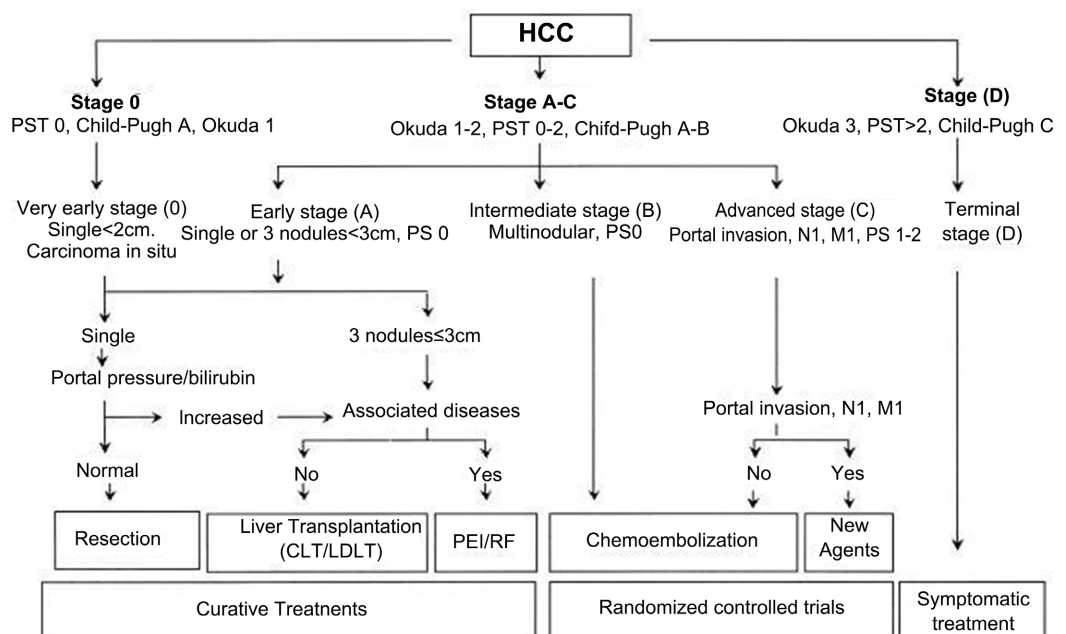 HCC
Stage 0
PST 0, Child-Pugh A, Okuda 1
Stage A-C
Okuda 1-2, PST 0-2, Chifd-Pugh A-B
Stage (D)
Okuda 3, PST>2, Child-Pugh C
Very early stage (0)
Single<2cm.
Carcinoma in situ
Early stage (A)
Single or 3 nodules<3cm, PS 0
Intermediate stage (B)
Multinodular, PS0
Advanced stage (C)
Portal invasion, N1, M1, PS 1-2
Terminal
stage (D)
Single
3 nodules≤3cm
Portal pressure/bilirubin
Increased
Associated diseases
Portal invasion, N1, M1
Normal
No
Yes
No
Yes
Resection
Liver Transplantation
(CLT/LDLT)
PEI/RF
Chemoembolization
New
Agents
Curative Treatnents
Randomized controlled trials
Symptomatic
treatment